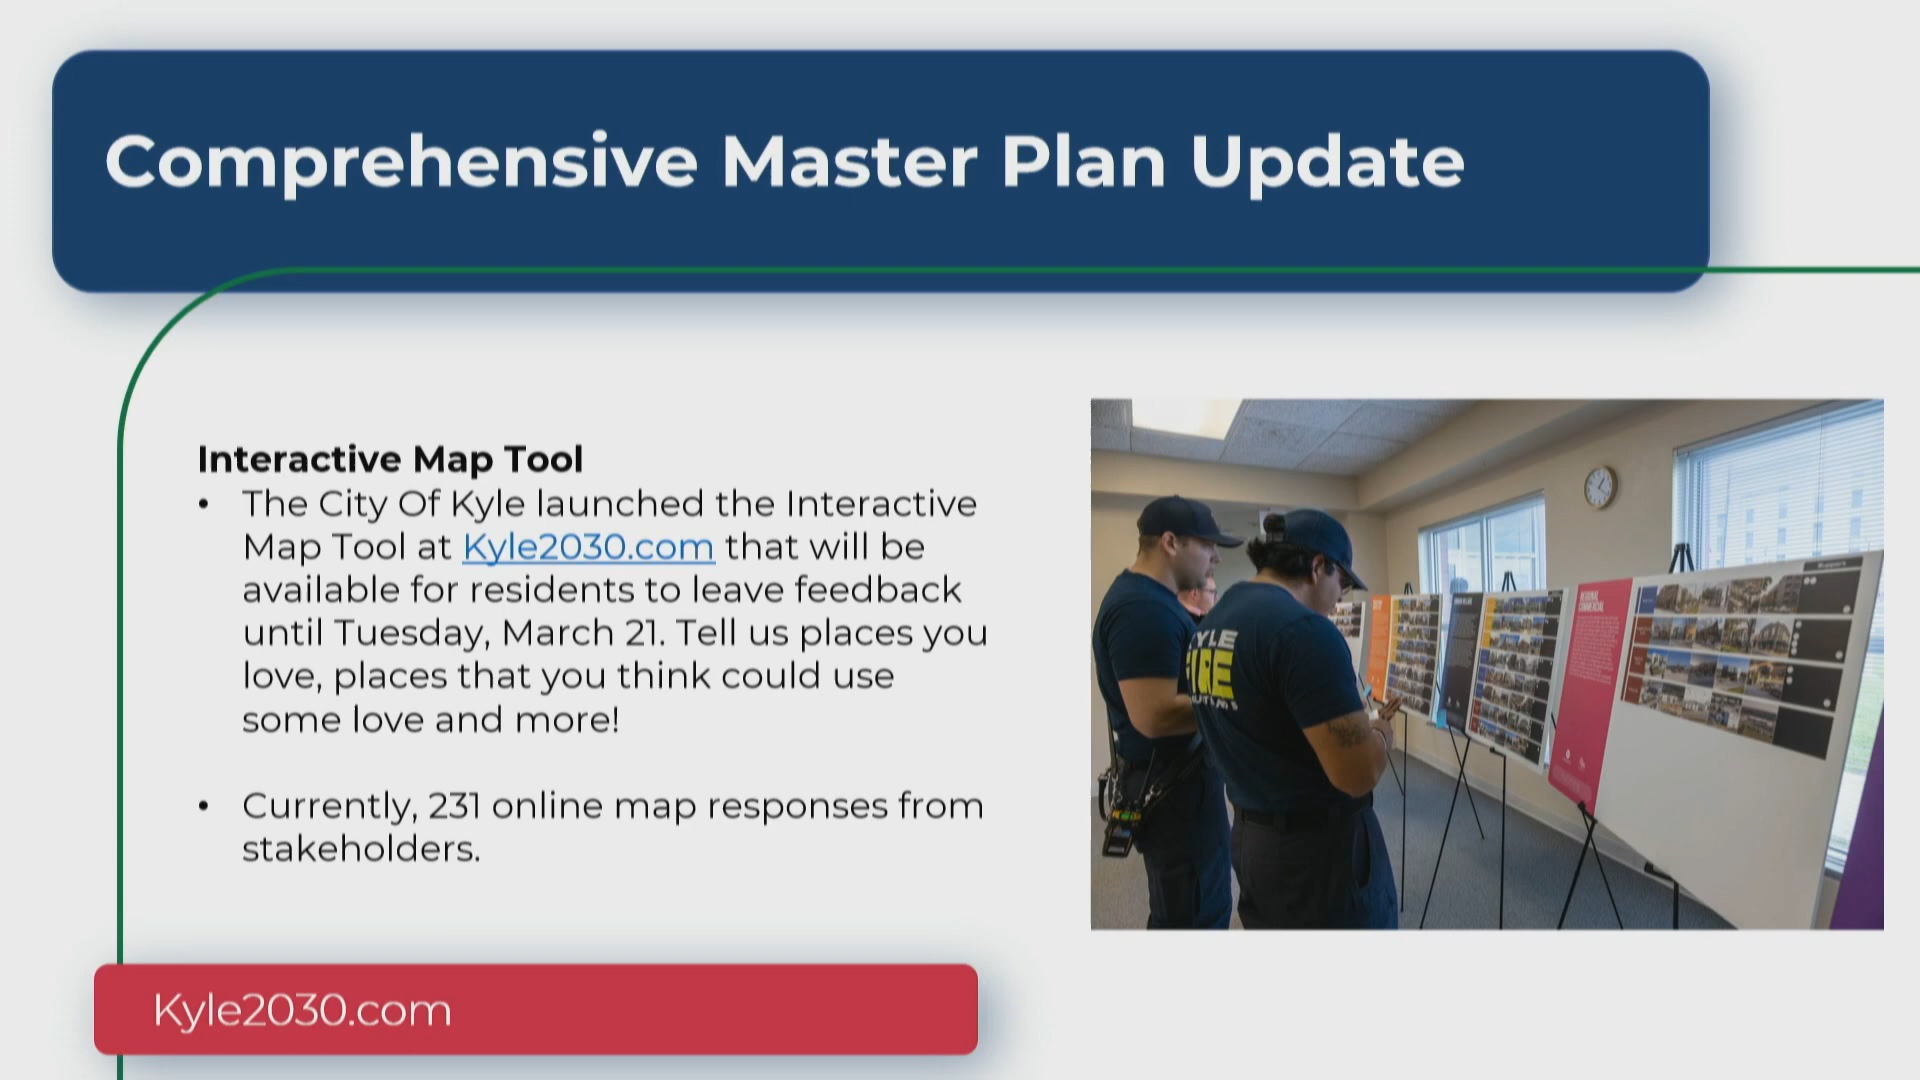 Comprehensive Master Plan Update
Interactive Map Tool
• The City Of Kyle launched the Interactive
Map Tool at Kyle2030.com that will be
available for residents to leave feedback
until Tuesday, March 21. Tell us places you
love, places that you think could use
some love and more!
• Currently, 231 online map responses from
stakeholders.
REGIONAL
COMMERCIAL
Kyle2030.com